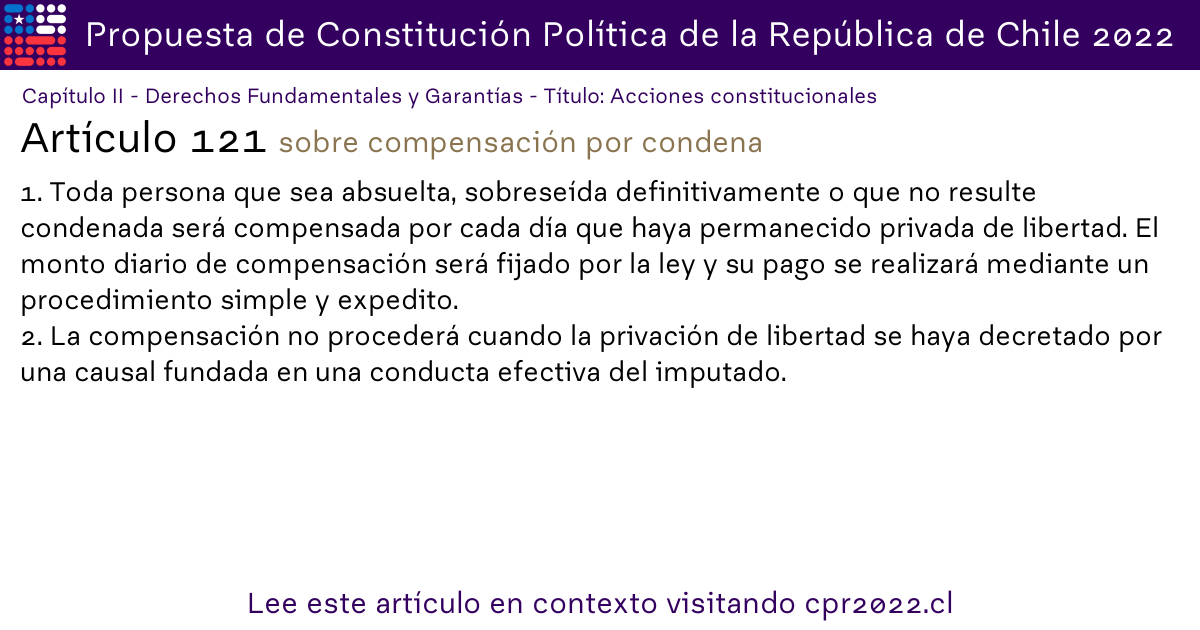 Propuesta de Constitución Política de la República de Chile 2022
Capítulo II - Derechos Fundamentales y Garantías - Título: Acciones constitucionales
Artículo 121 sobre compensación por condena
1. Toda persona que sea absuelta, sobreseída definitivamente o que no resulte
condenada será compensada por cada día que haya permanecido privada de libertad. El
monto diario de compensación será fijado por la ley y su pago se realizará mediante un
procedimiento simple y expedito.
2. La compensación no procederá cuando la privación de libertad se haya decretado por
una causal fundada en una conducta efectiva del imputado.
Lee este artículo en contexto visitando cpr2022.cl